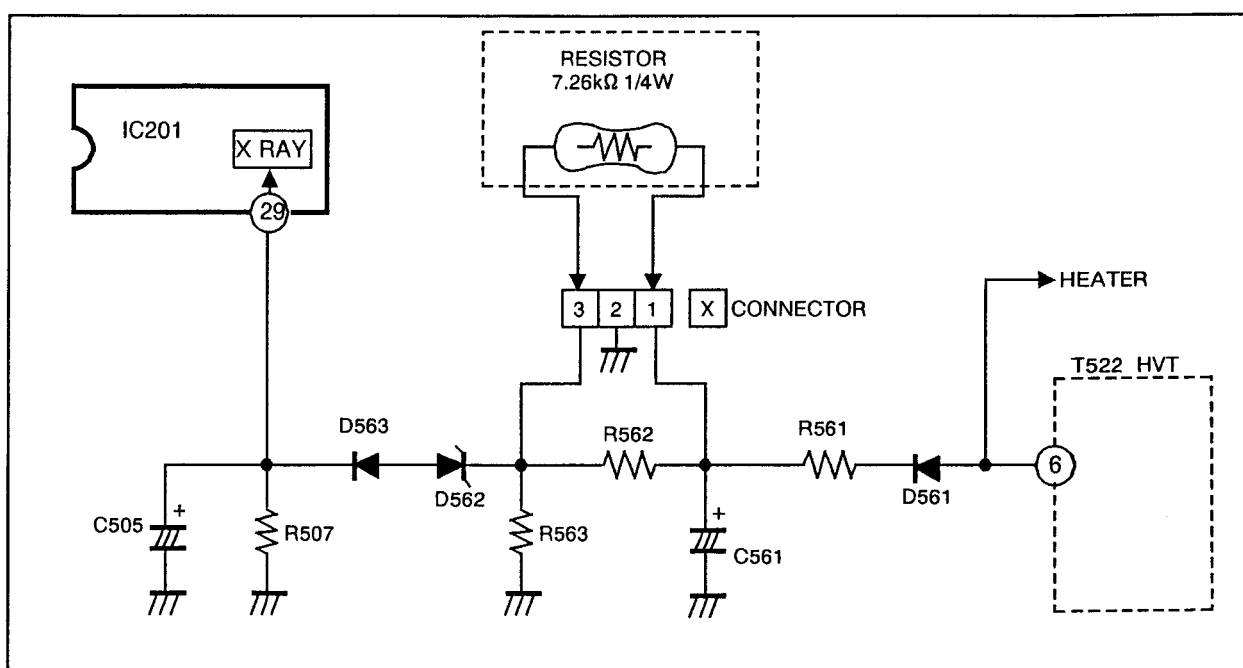 RESISTOR
7.26kΩ 1/4W
IC201
X RAY
29
3 2 1 X CONNECTOR
HEATER
T522 HVT
D563
R562
R561
6
D562
D561
C505
+
R507
R563
+
C561